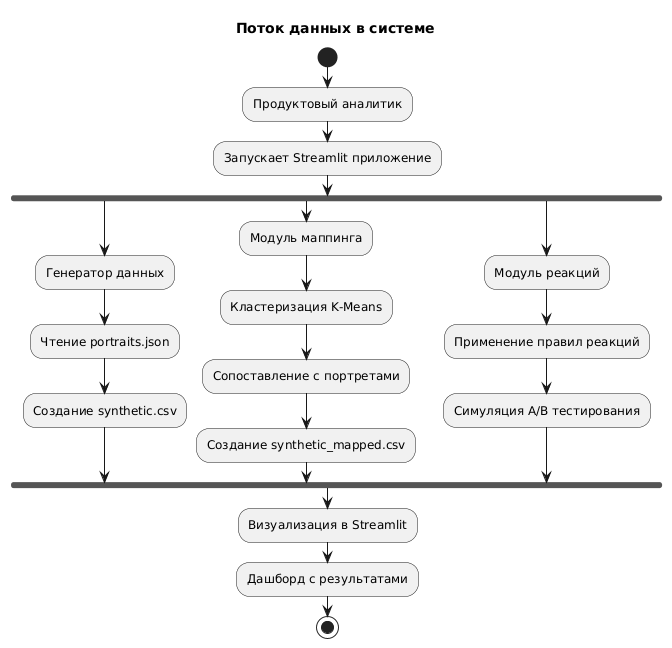 Поток данных в системе
Продуктовый аналитик
Запускает Streamlit приложение
Генератор данных
Чтение portraits.json
Создание synthetic.csv
Модуль маппинга
Кластеризация K-Means
Сопоставление с портретами
Создание synthetic_mapped.csv
Модуль реакций
Применение правил реакций
Симуляция A/B тестирования
Визуализация в Streamlit
Дашборд с результатами